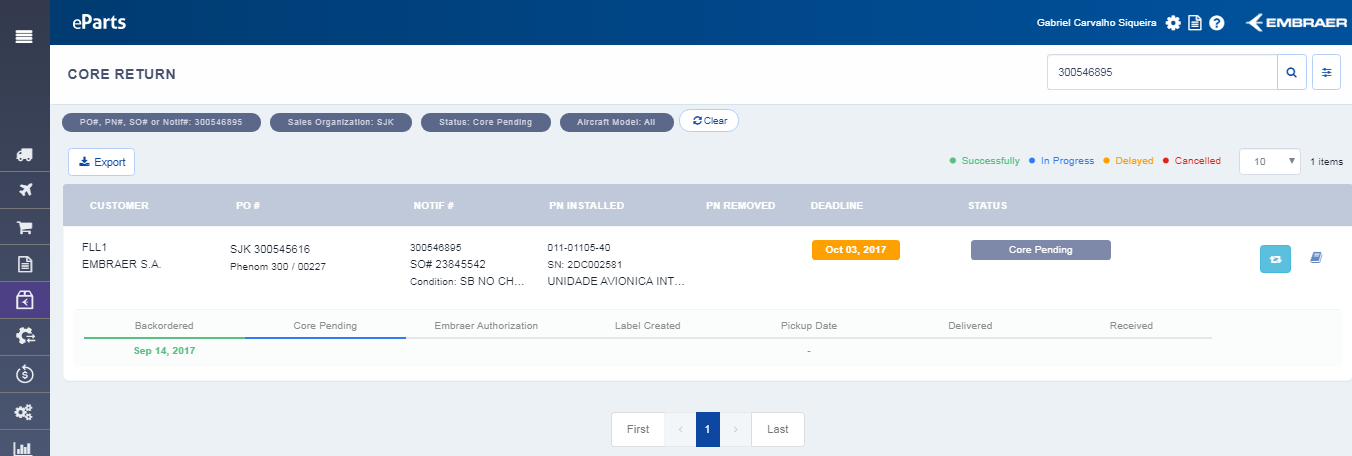 eParts
Gabriel Carvalho Siqueira
EMBRAER
CORE RETURN
300546895
PO#, PN#, SO# or Notif#: 300546895
Sales Organization: SJK
Status: Core Pending
Aircraft Model: All
Clear
Export
Successfully
In Progress
Delayed
Cancelled
10
1 items
CUSTOMER
PO #
NOTIF #
PN INSTALLED
PN REMOVED
DEADLINE
STATUS
FLL1
EMBRAER S.A.
SJK 300545616
Phenom 300 / 00227
300546895
SO# 23845542
Condition: SB NO CH...
011-01105-40
SN: 2DC002581
UNIDADE AVIONICA INT...
Oct 03, 2017
Core Pending
Backordered
Core Pending
Embraer Authorization
Label Created
Pickup Date
Delivered
Received
Sep 14, 2017
-
First
‹
1
›
Last